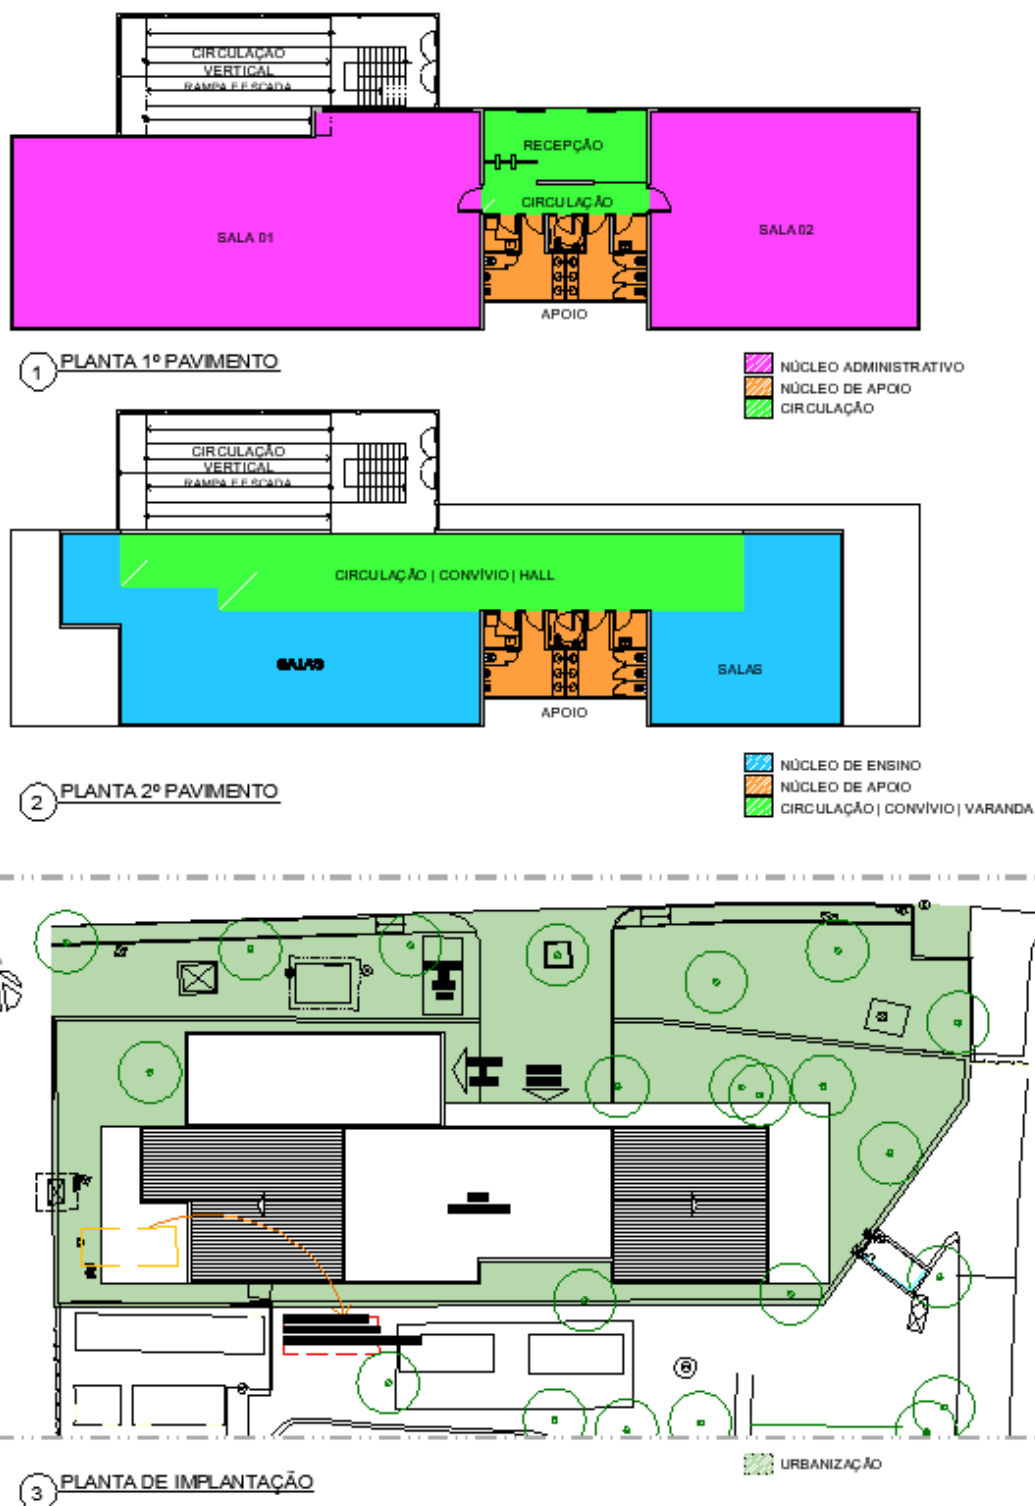 CIRCULAÇÃO
VERTICAL
RAMPA E ESCADA
RECEPÇÃO
CIRCULAÇÃO
SALA 01
SALA 02
APOIO
1 PLANTA 1º PAVIMENTO
NÚCLEO ADMINISTRATIVO
NÚCLEO DE APOIO
CIRCULAÇÃO
CIRCULAÇÃO
VERTICAL
RAMPA E ESCADA
CIRCULAÇÃO | CONVÍVIO | HALL
SALAS
SALAS
APOIO
2 PLANTA 2º PAVIMENTO
NÚCLEO DE ENSINO
NÚCLEO DE APOIO
CIRCULAÇÃO | CONVÍVIO | VARANDA
URBANIZAÇÃO
3 PLANTA DE IMPLANTAÇÃO